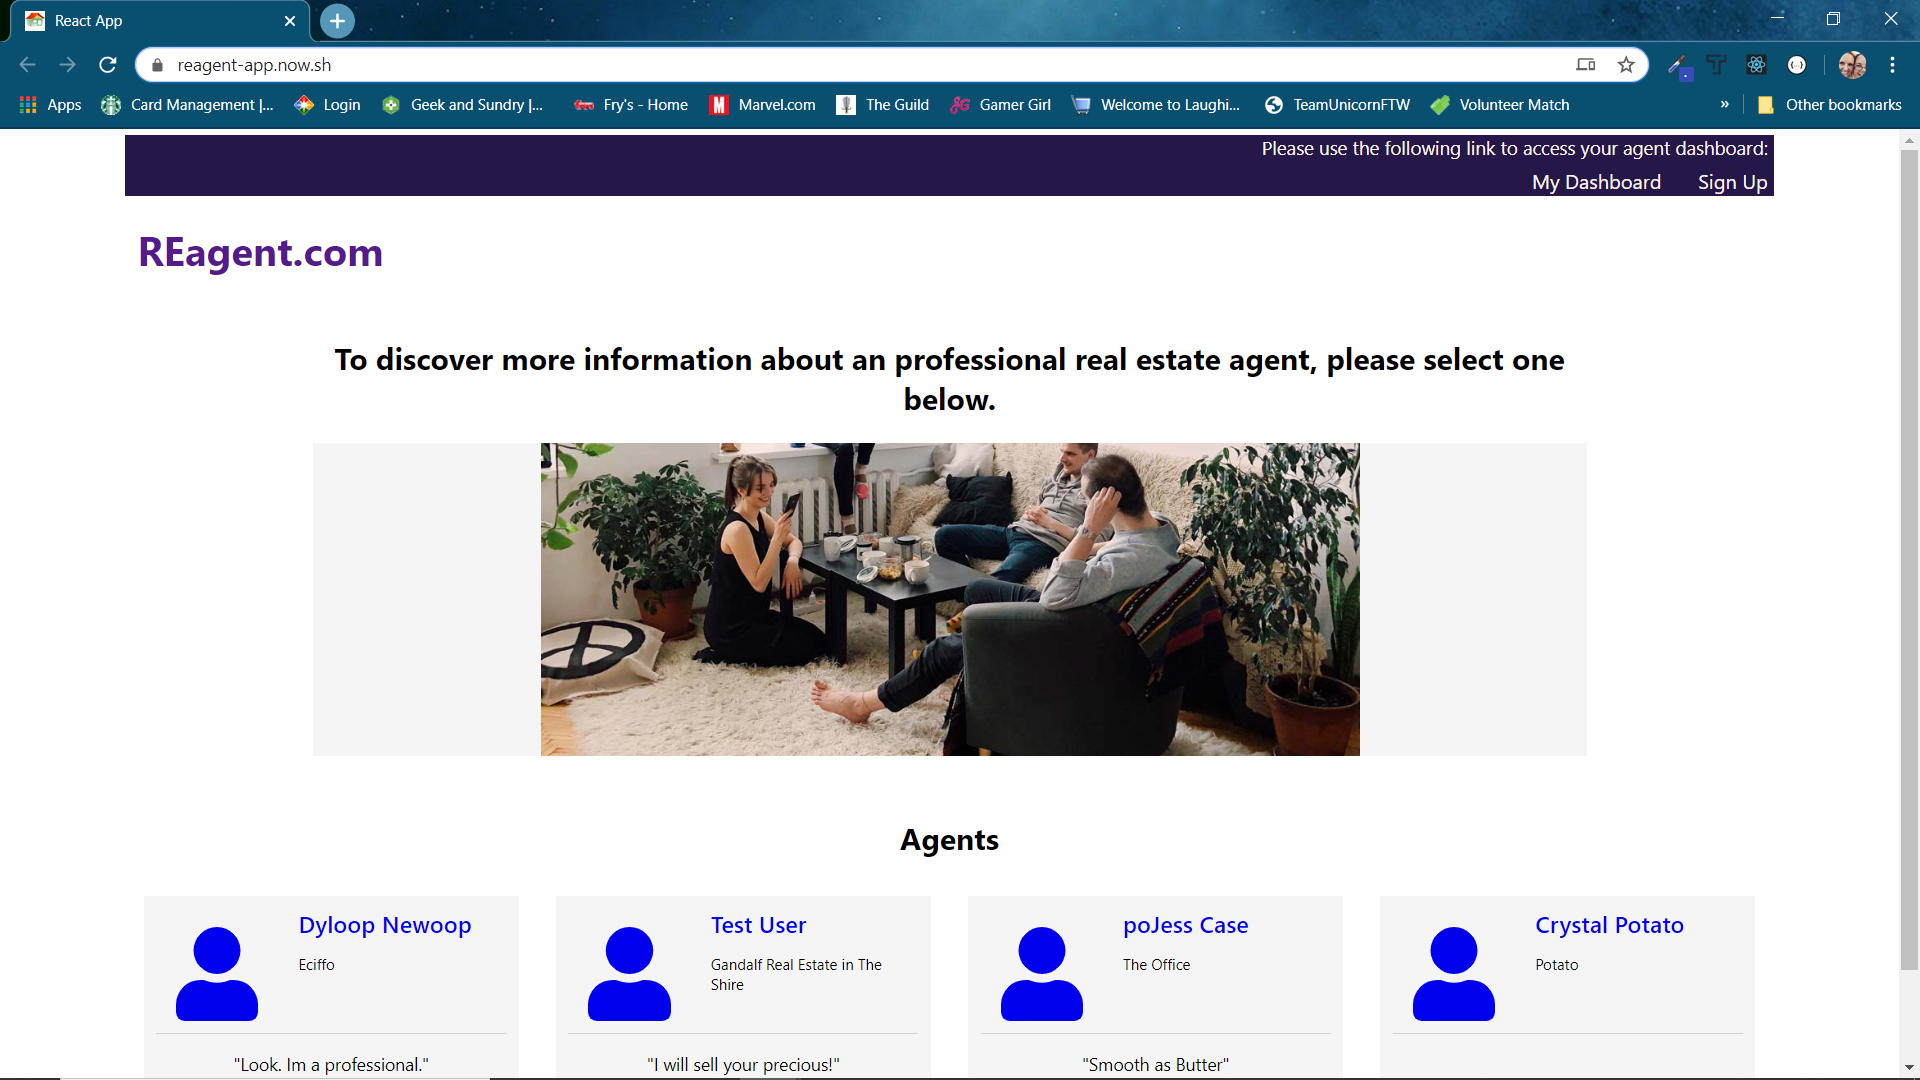 React App
reagent-app.now.sh
Apps
Card Management |...
Login
Geek and Sundry |...
Fry's - Home
Marvel.com
The Guild
Gamer Girl
Welcome to Laughi...
TeamUnicornFTW
Volunteer Match
»
Other bookmarks
Please use the following link to access your agent dashboard:
My Dashboard
Sign Up
REagent.com
To discover more information about an professional real estate agent, please select one
below.
Agents
Dyloop Newoop
Eciffo
"Look. Im a professional."
Test User
Gandalf Real Estate in The
Shire
"I will sell your precious!"
poJess Case
The Office
"Smooth as Butter"
Crystal Potato
Potato